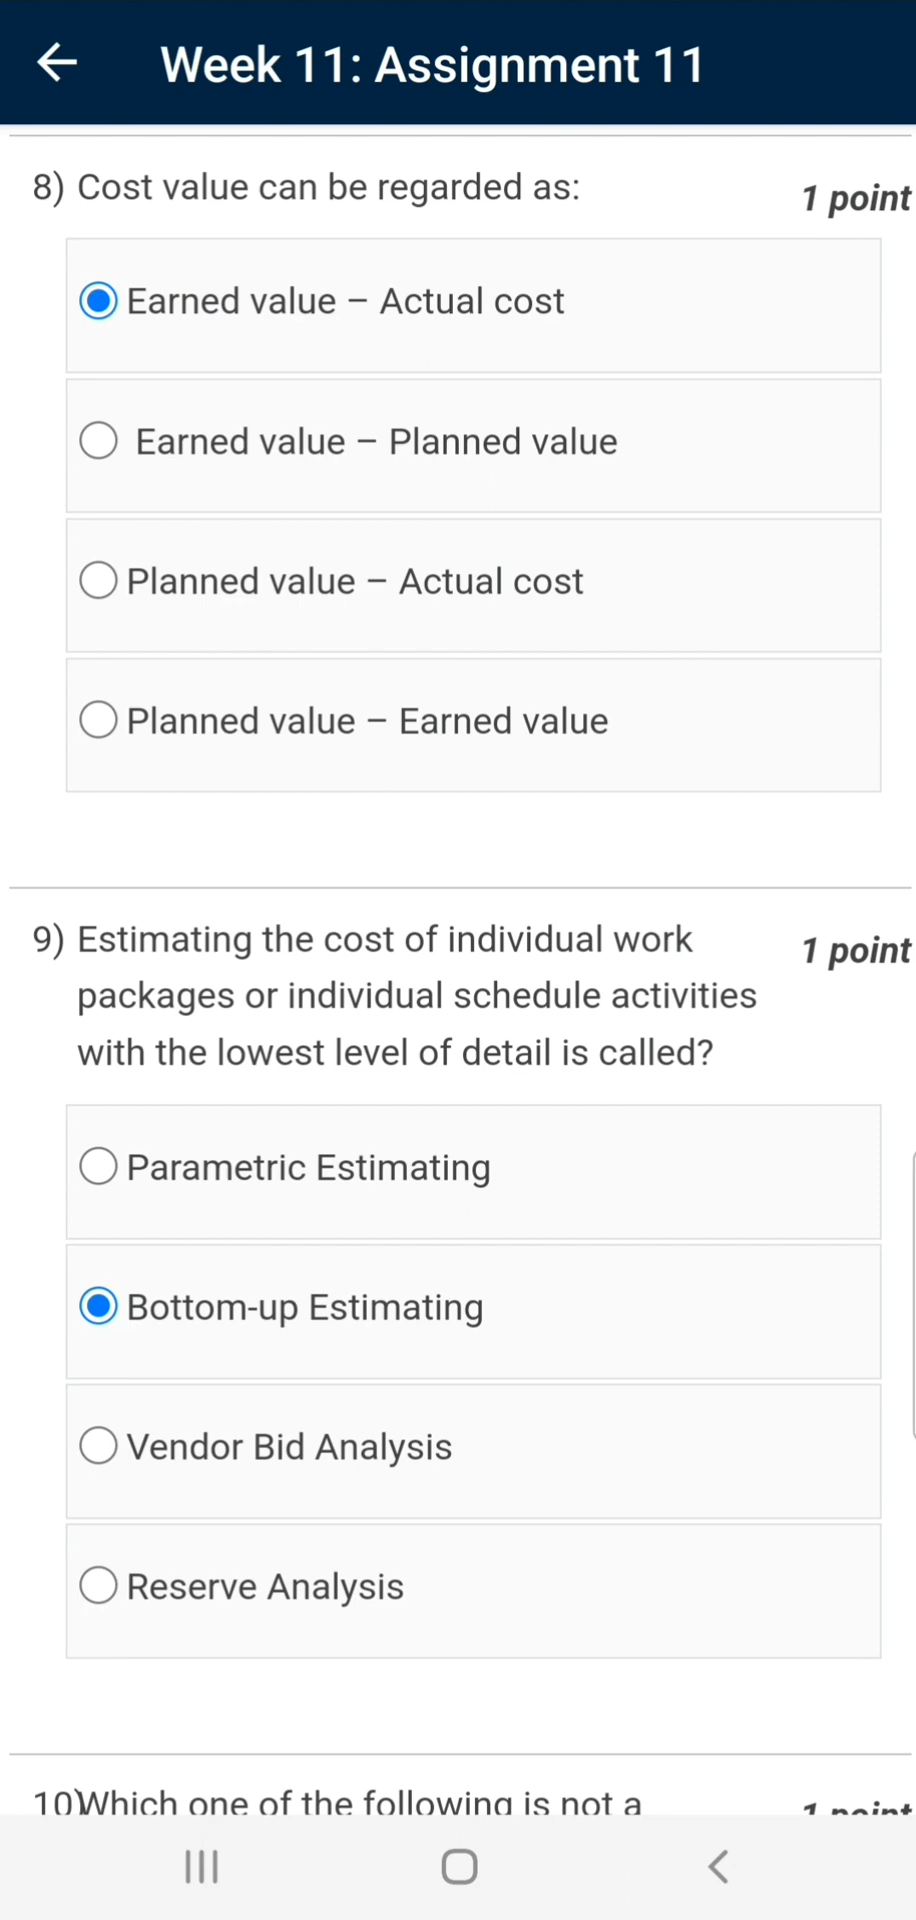 Week 11: Assignment 11
8) Cost value can be regarded as:
1 point
Earned value – Actual cost
Earned value – Planned value
Planned value – Actual cost
Planned value – Earned value
9) Estimating the cost of individual work
1 point
packages or individual schedule activities
with the lowest level of detail is called?
Parametric Estimating
Bottom-up Estimating
Vendor Bid Analysis
Reserve Analysis
10) Which one of the following is not a
1 point